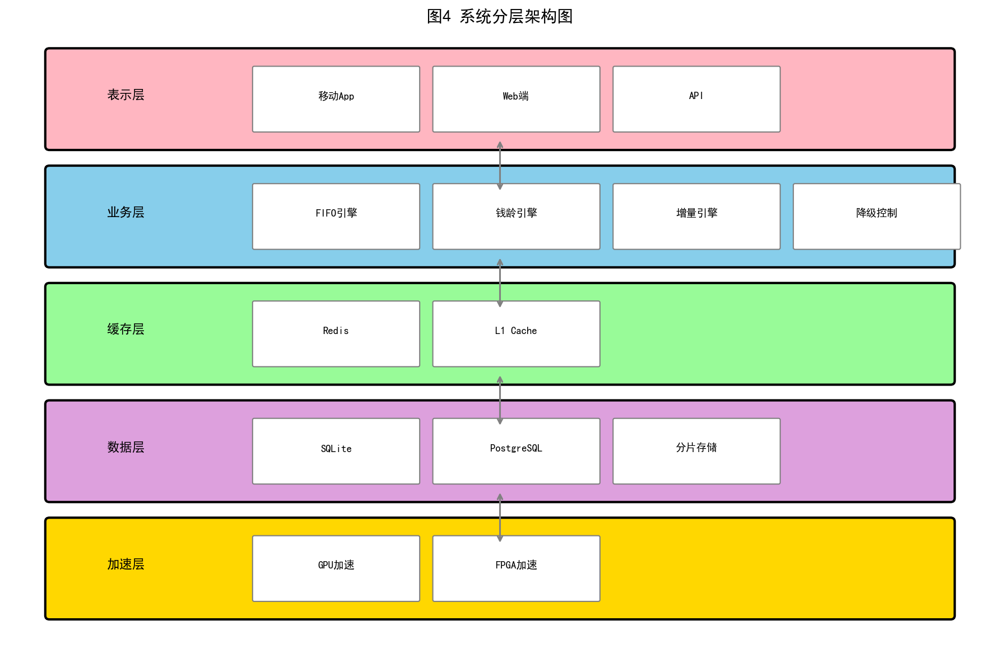 图4 系统分层架构图
表示层
移动App
Web端
API
业务层
FIFO引擎
钱龄引擎
增量引擎
降级控制
缓存层
Redis
L1 Cache
数据层
SQLite
PostgreSQL
分片存储
加速层
GPU加速
FPGA加速